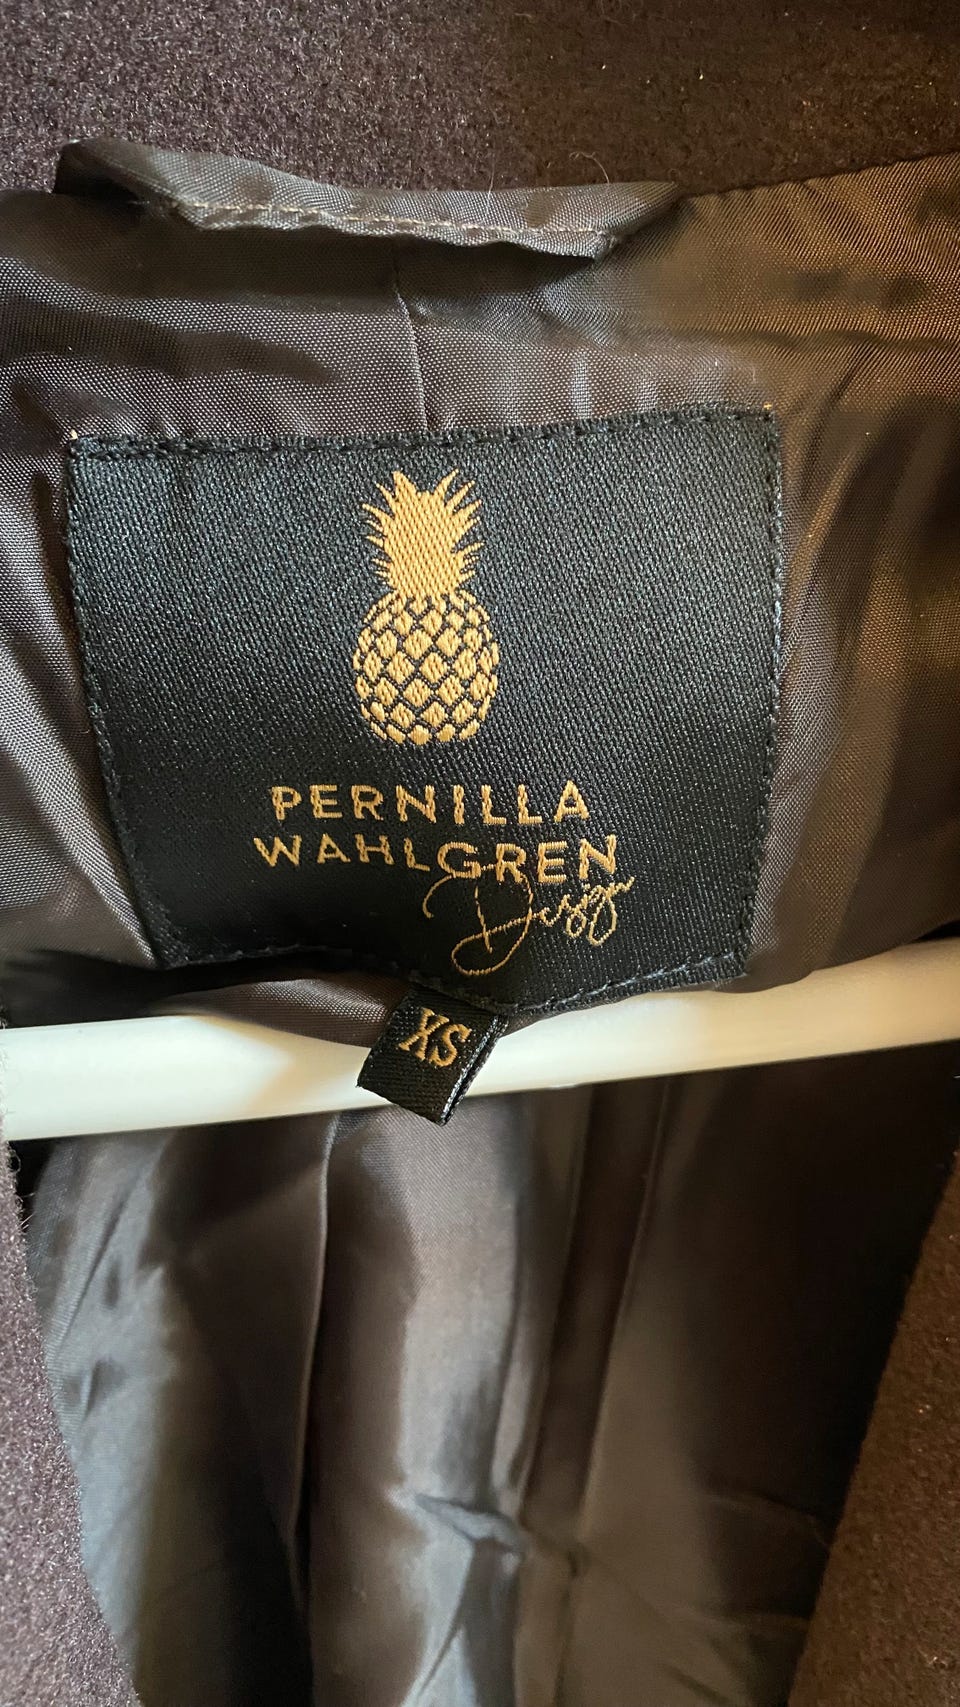 PERNILLA
WAHLGREN
Design
XS